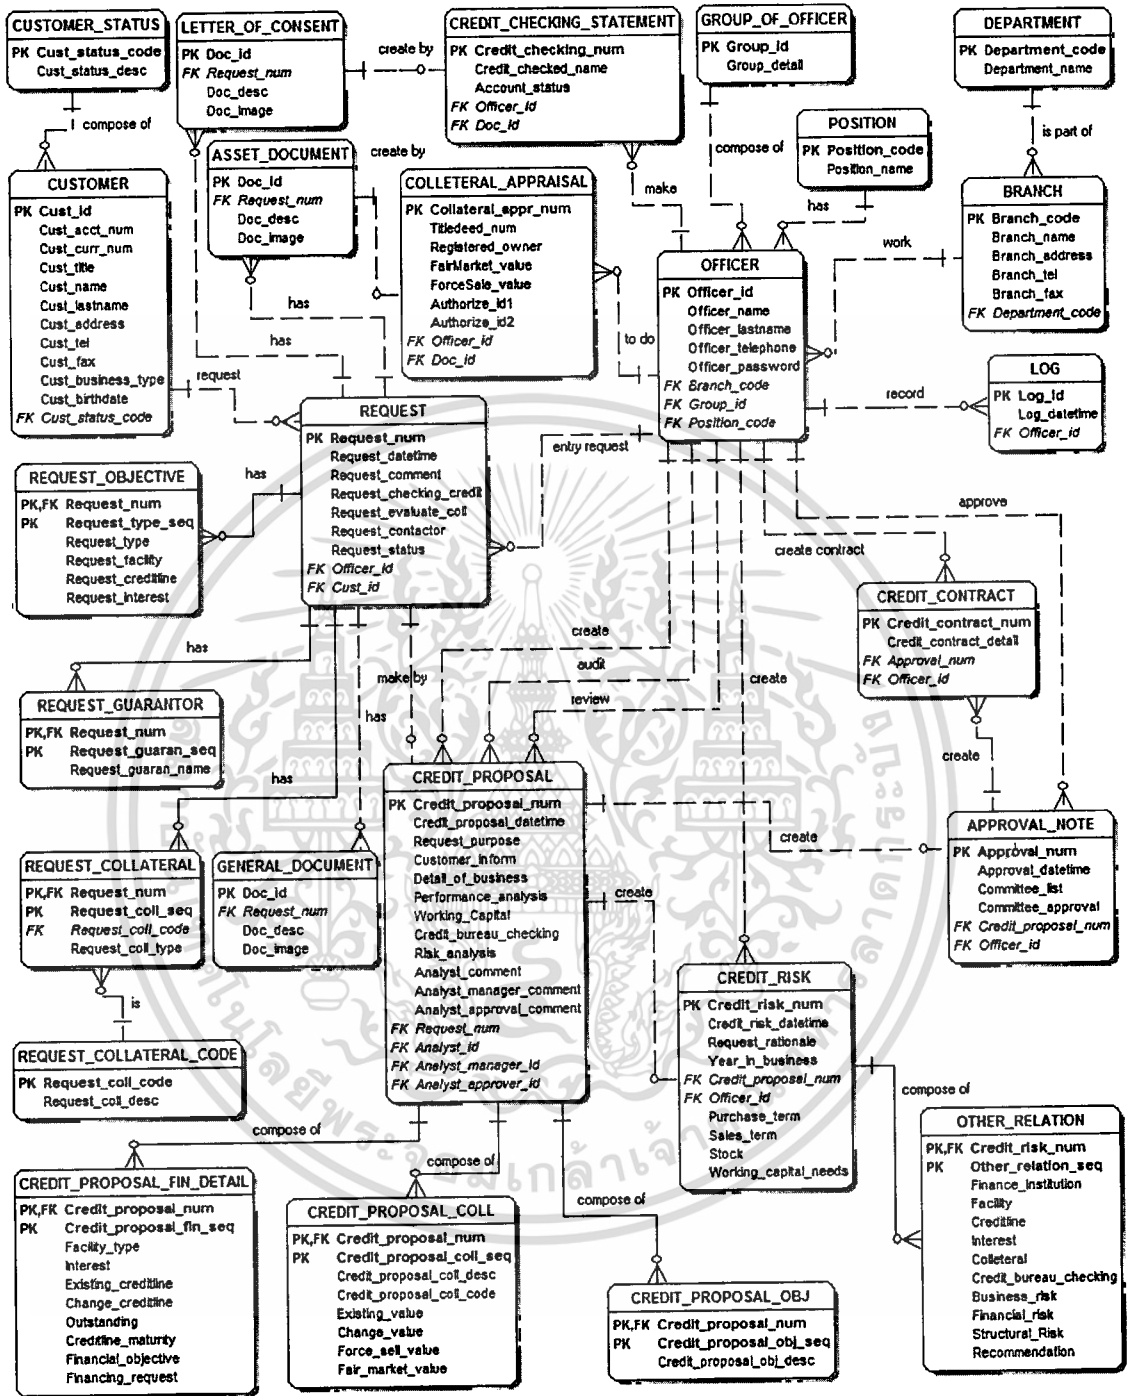 CUSTOMER_STATUS
PK Cust_status_code
Cust_status_desc
compose of
LETTER_OF_CONSENT
PK Doc_id
FK Request_num
Doc_desc
Doc_image
create by
CREDIT_CHECKING_STATEMENT
PK Credit_checking_num
Credit_checked_name
Account_status
FK Officer_id
FK Doc_id
GROUP_OF_OFFICER
PK Group_id
Group_detail
compose of
DEPARTMENT
PK Department_code
Department_name
is part of
POSITION
PK Position_code
Position_name
has
make
ASSET_DOCUMENT
PK Doc_id
FK Request_num
Doc_desc
Doc_image
create by
has
has
CUSTOMER
PK Cust_id
Cust_acct_num
Cust_curr_num
Cust_title
Cust_name
Cust_lastname
Cust_address
Cust_tel
Cust_fax
Cust_business_type
Cust_birthdate
FK Cust_status_code
request
COLLETERAL_APPRAISAL
PK Collateral_appr_num
Titledeed_num
Registered_owner
FairMarket_value
ForceSale_value
Authorize_id1
Authorize_id2
FK Officer_id
FK Doc_id
to do
OFFICER
PK Officer_id
Officer_name
Officer_lastname
Officer_telephone
Officer_password
FK Branch_code
FK Group_id
FK Position_code
work
BRANCH
PK Branch_code
Branch_name
Branch_address
Branch_tel
Branch_fax
FK Department_code
record
LOG
PK Log_id
Log_datetime
FK Officer_id
REQUEST
PK Request_num
Request_datetime
Request_comment
Request_checking_credit
Request_evaluate_coll
Request_contactor
Request_status
FK Officer_id
FK Cust_id
entry request
has
REQUEST_OBJECTIVE
PK,FK Request_num
PK Request_type_seq
Request_type
Request_facility
Request_creditline
Request_interest
approve
create contract
CREDIT_CONTRACT
PK Credit_contract_num
Credit_contract_detail
FK Approval_num
FK Officer_id
create
has
REQUEST_GUARANTOR
PK,FK Request_num
PK Request_guaran_seq
Request_guaran_name
make by
has
has
create
audit
review
create
REQUEST_COLLATERAL
PK,FK Request_num
PK Request_coll_seq
FK Request_coll_code
Request_coll_type
is
GENERAL_DOCUMENT
PK Doc_id
FK Request_num
Doc_desc
Doc_image
CREDIT_PROPOSAL
PK Credit_proposal_num
Credit_proposal_datetime
Request_purpose
Customer_inform
Detail_of_business
Performance_analysis
Working_Capital
Credit_bureau_checking
Risk_analysis
Analyst_comment
Analyst_manager_comment
Analyst_approval_comment
FK Request_num
FK Analyst_id
FK Analyst_manager_id
FK Analyst_approver_id
create
create
APPROVAL_NOTE
PK Approval_num
Approval_datetime
Committee_list
Committee_approval
FK Credit_proposal_num
FK Officer_id
REQUEST_COLLATERAL_CODE
PK Request_coll_code
Request_coll_desc
CREDIT_RISK
PK Credit_risk_num
Credit_risk_datetime
Request_rationale
Year_in_business
FK Credit_proposal_num
FK Officer_id
Purchase_term
Sales_term
Stock
Working_capital_needs
compose of
OTHER_RELATION
PK,FK Credit_risk_num
PK Other_relation_seq
Finance_institution
Facility
Creditline
Interest
Colleteral
Credit_bureau_checking
Business_risk
Financial_risk
Structural_Risk
Recommendation
compose of
compose of
compose of
CREDIT_PROPOSAL_FIN_DETAIL
PK,FK Credit_proposal_num
PK Credit_proposal_fin_seq
Facility_type
Interest
Existing_creditline
Change_creditline
Outstanding
Creditline_maturity
Financial_objective
Financing_request
CREDIT_PROPOSAL_COLL
PK,FK Credit_proposal_num
PK Credit_proposal_coll_seq
Credit_proposal_coll_desc
Credit_proposal_coll_code
Existing_value
Change_value
Force_sell_value
Fair_market_value
CREDIT_PROPOSAL_OBJ
PK,FK Credit_proposal_num
PK Credit_proposal_obj_seq
Credit_proposal_obj_desc